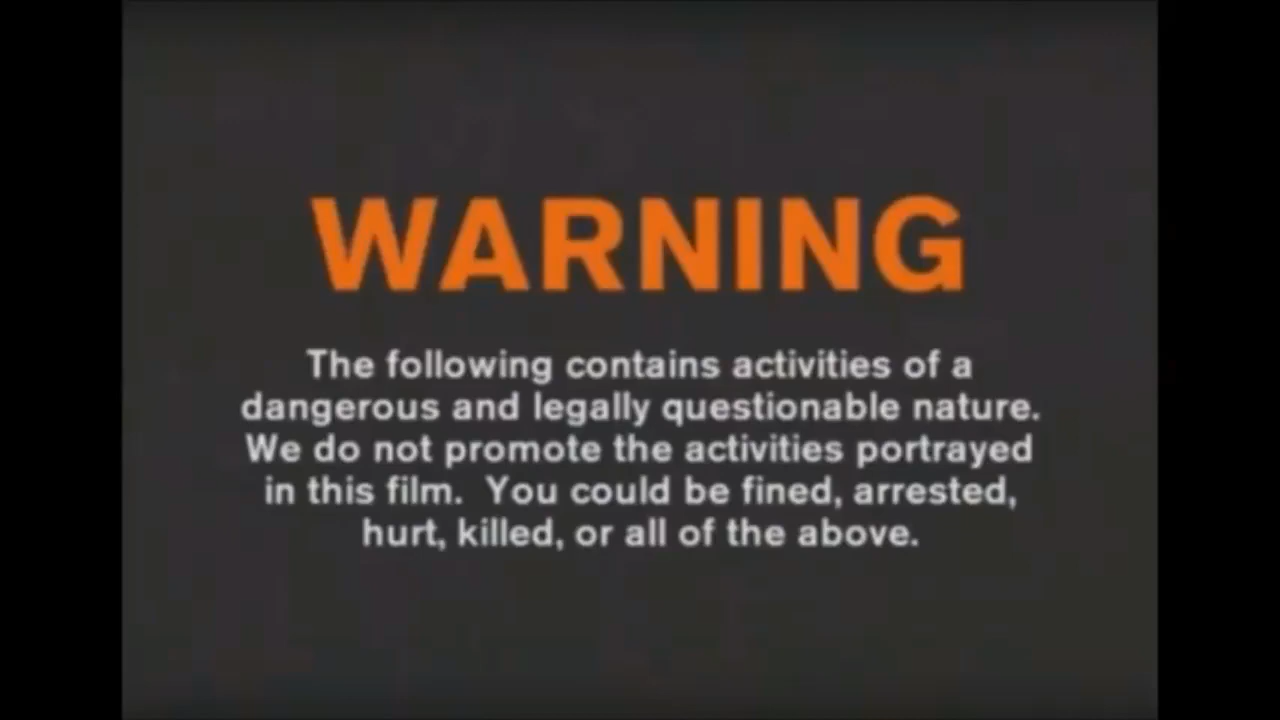 WARNING
The following contains activities of a
dangerous and legally questionable nature.
We do not promote the activities portrayed
in this film.  You could be fined, arrested,
hurt, killed, or all of the above.